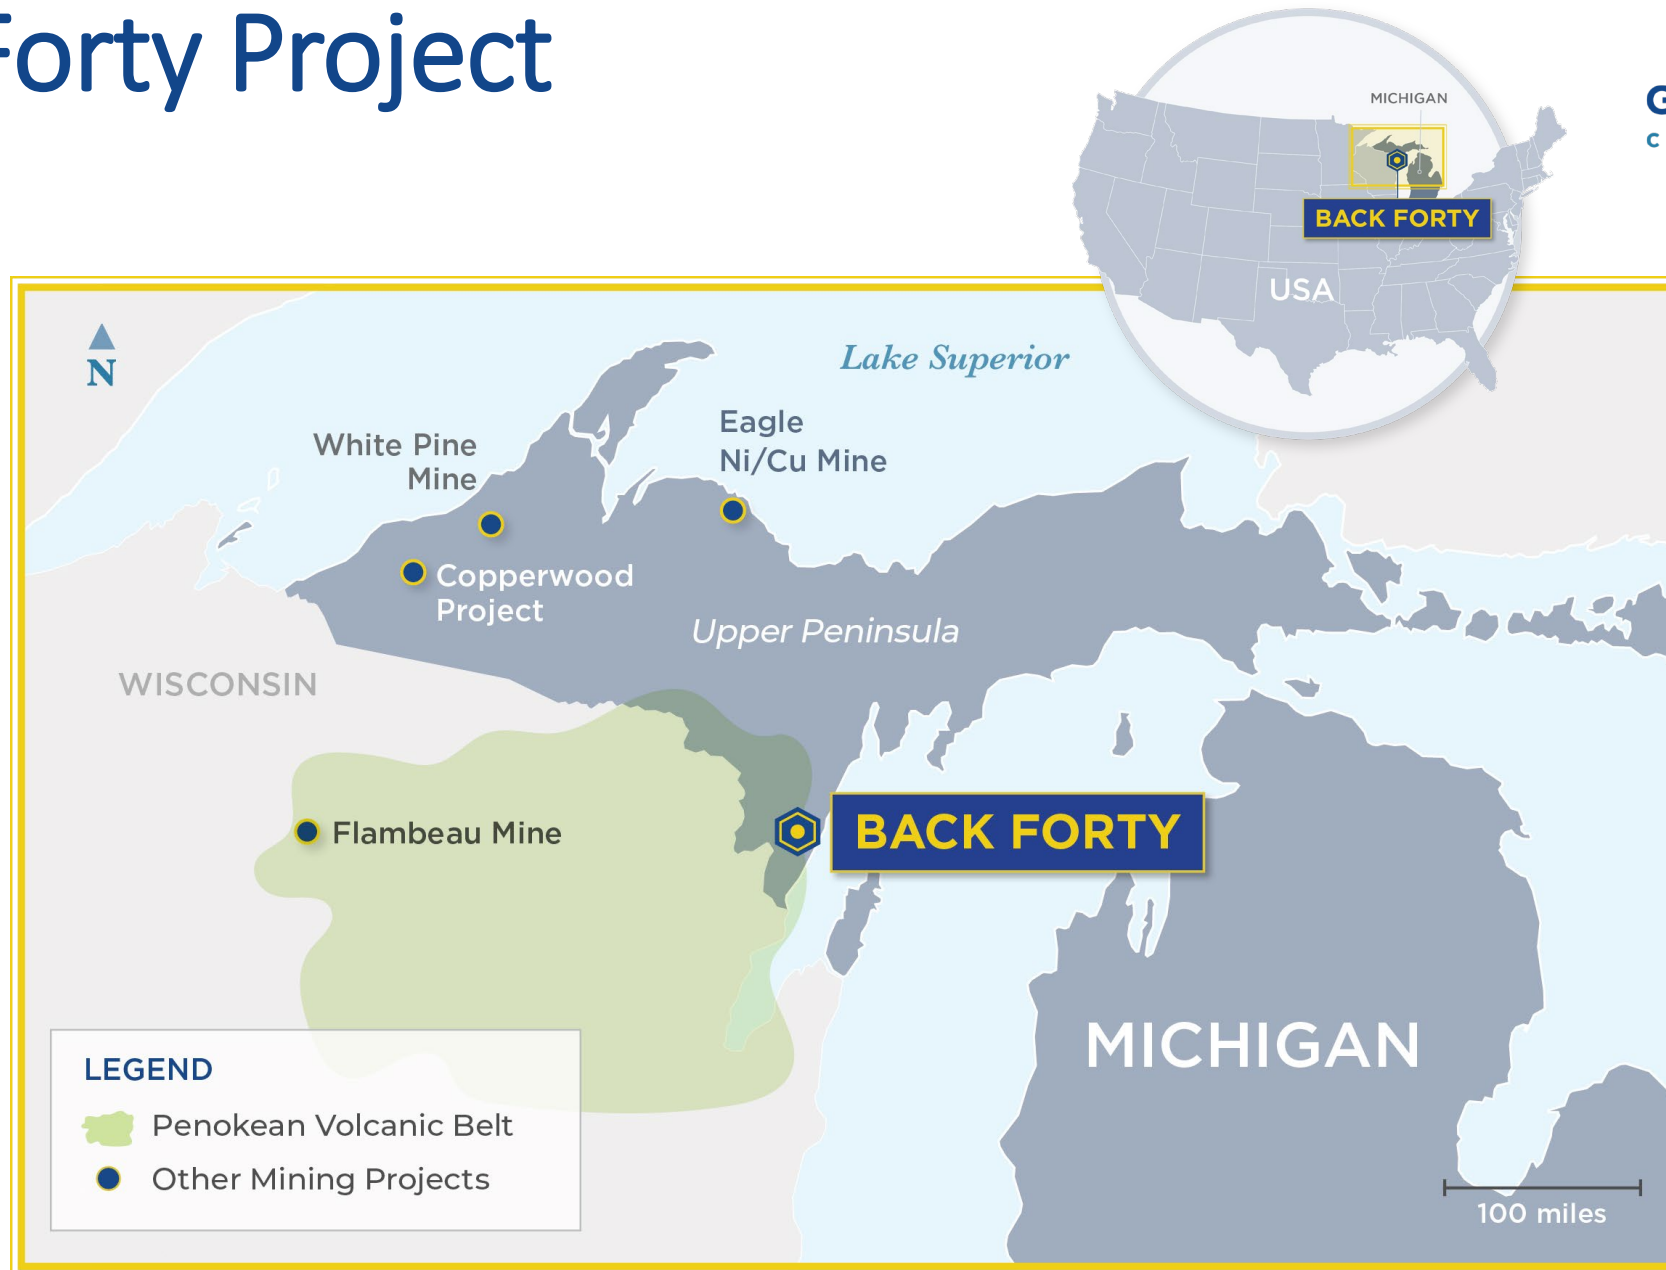 Forty Project
MICHIGAN
G
c
BACK FORTY
USA
N
Lake Superior
White Pine
Mine
Eagle
Ni/Cu Mine
Copperwood
Project
Upper Peninsula
WISCONSIN
Flambeau Mine
BACK FORTY
MICHIGAN
LEGEND
Penokean Volcanic Belt
Other Mining Projects
100 miles